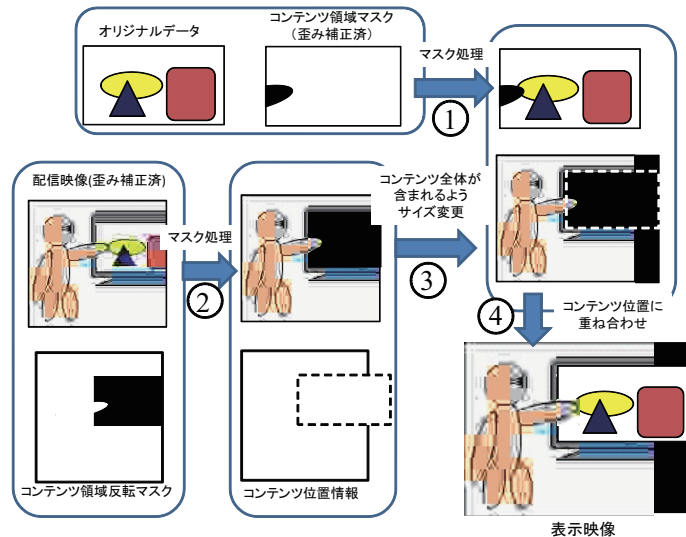 オリジナルデータ
コンテンツ領域マスク
（歪み補正済）
マスク処理
①
配信映像(歪み補正済)
マスク処理
②
コンテンツ全体が
含まれるよう
サイズ変更
③
④
コンテンツ位置に
重ね合わせ
コンテンツ領域反転マスク
コンテンツ位置情報
表示映像